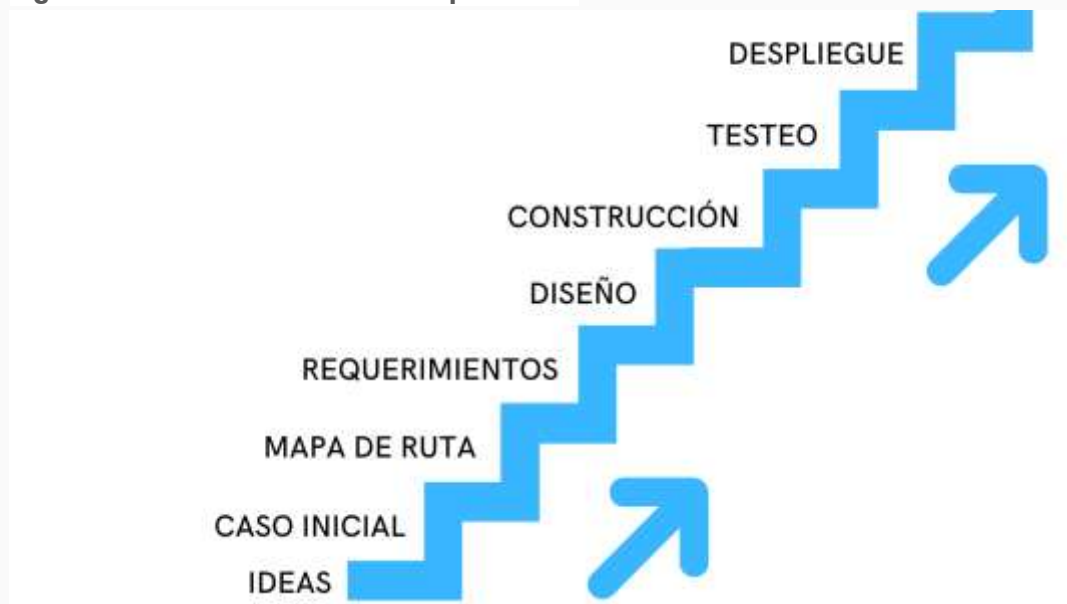 DESPLIEGUE
TESTEO
CONSTRUCCIÓN
DISEÑO
REQUERIMIENTOS
MAPA DE RUTA
CASO INICIAL
IDEAS